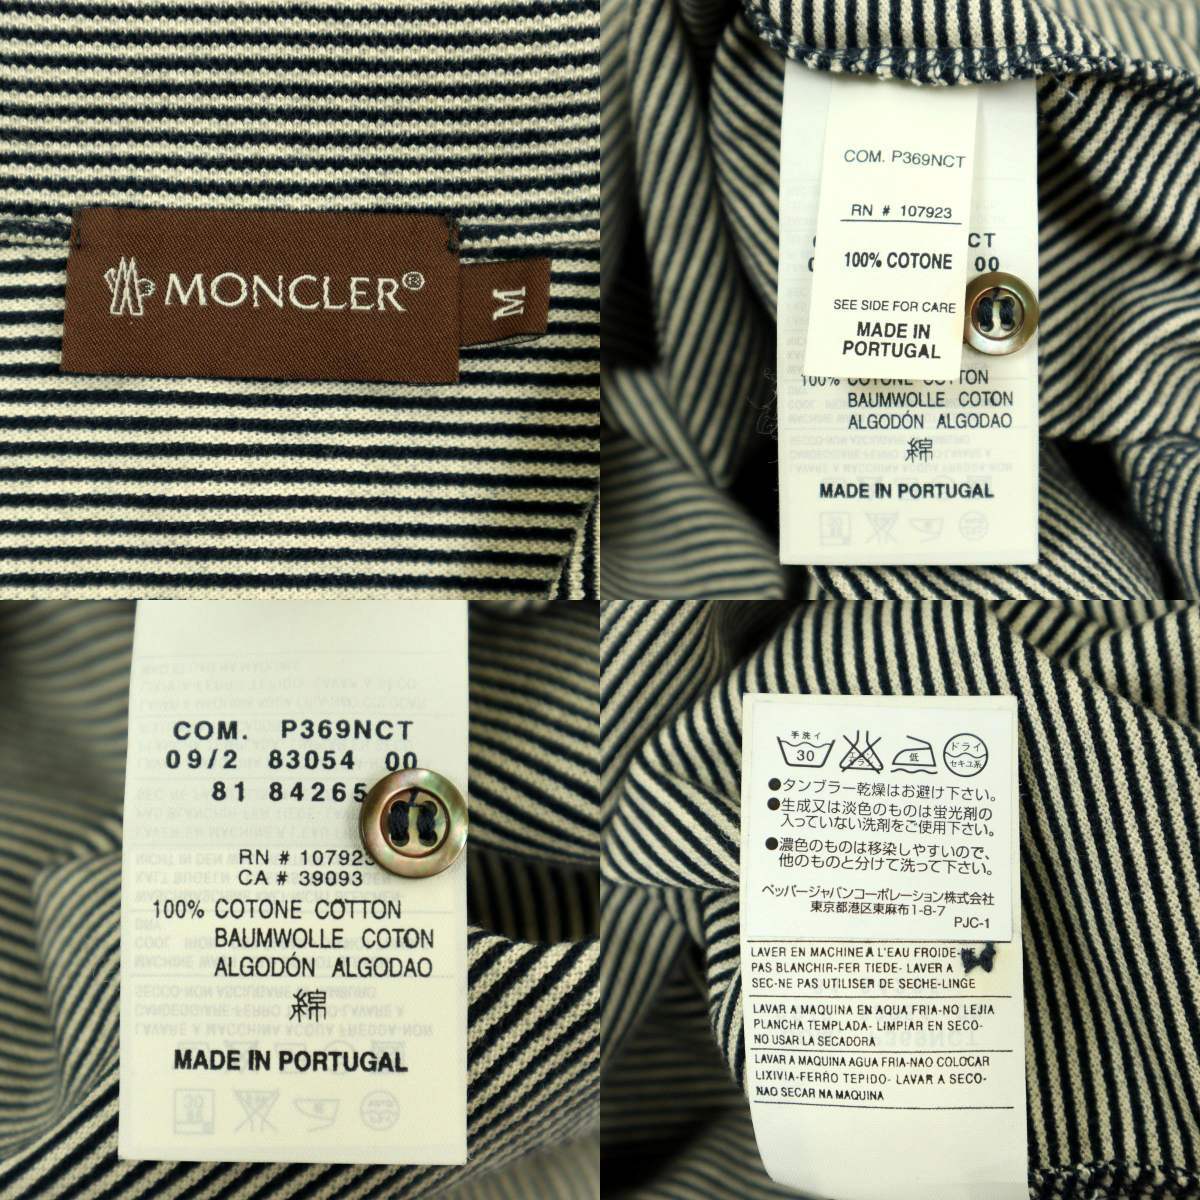 MONCLER®
M
COM. P369NCT
RN # 107923
100% COTONE
SEE SIDE FOR CARE
MADE IN
PORTUGAL
CT
00
100% COTONE COTTON
BAUMWOLLE COTON
ALGODÓN ALGODAO
綿
MADE IN PORTUGAL
COM. P369NCT
09/2 83054 00
81 84265
RN # 107923
CA # 39093
100% COTONE COTTON
BAUMWOLLE COTON
ALGODÓN ALGODAO
綿
MADE IN PORTUGAL
手洗イ
30
低
ドライ
セキユ系
●タンブラー乾燥はお避け下さい。
●生成又は淡色のものは蛍光剤の
入っていない洗剤をご使用下さい。
●濃色のものは移染しやすいので、
他のものと分けて洗って下さい。
ペッパージャパンコーポレーション株式会社
東京都港区東麻布1-8-7
PJC-1
LAVER EN MACHINE A L'EAU FROIDE-
PAS BLANCHIR-FER TIEDE- LAVER A
SEC-NE PAS UTILISER DE SECHE-LINGE
LAVAR A MAQUINA EN AQUA FRIA-NO LEJIA
PLANCHA TEMPLADA- LIMPIAR EN SECO-
NO USAR LA SECADORA
LAVAR A MAQUINA AGUA FRIA-NAO COLOCAR
LIXIVIA-FERRO TEPIDO- LAVAR A SECO-
NAO SECAR NA MAQUINA